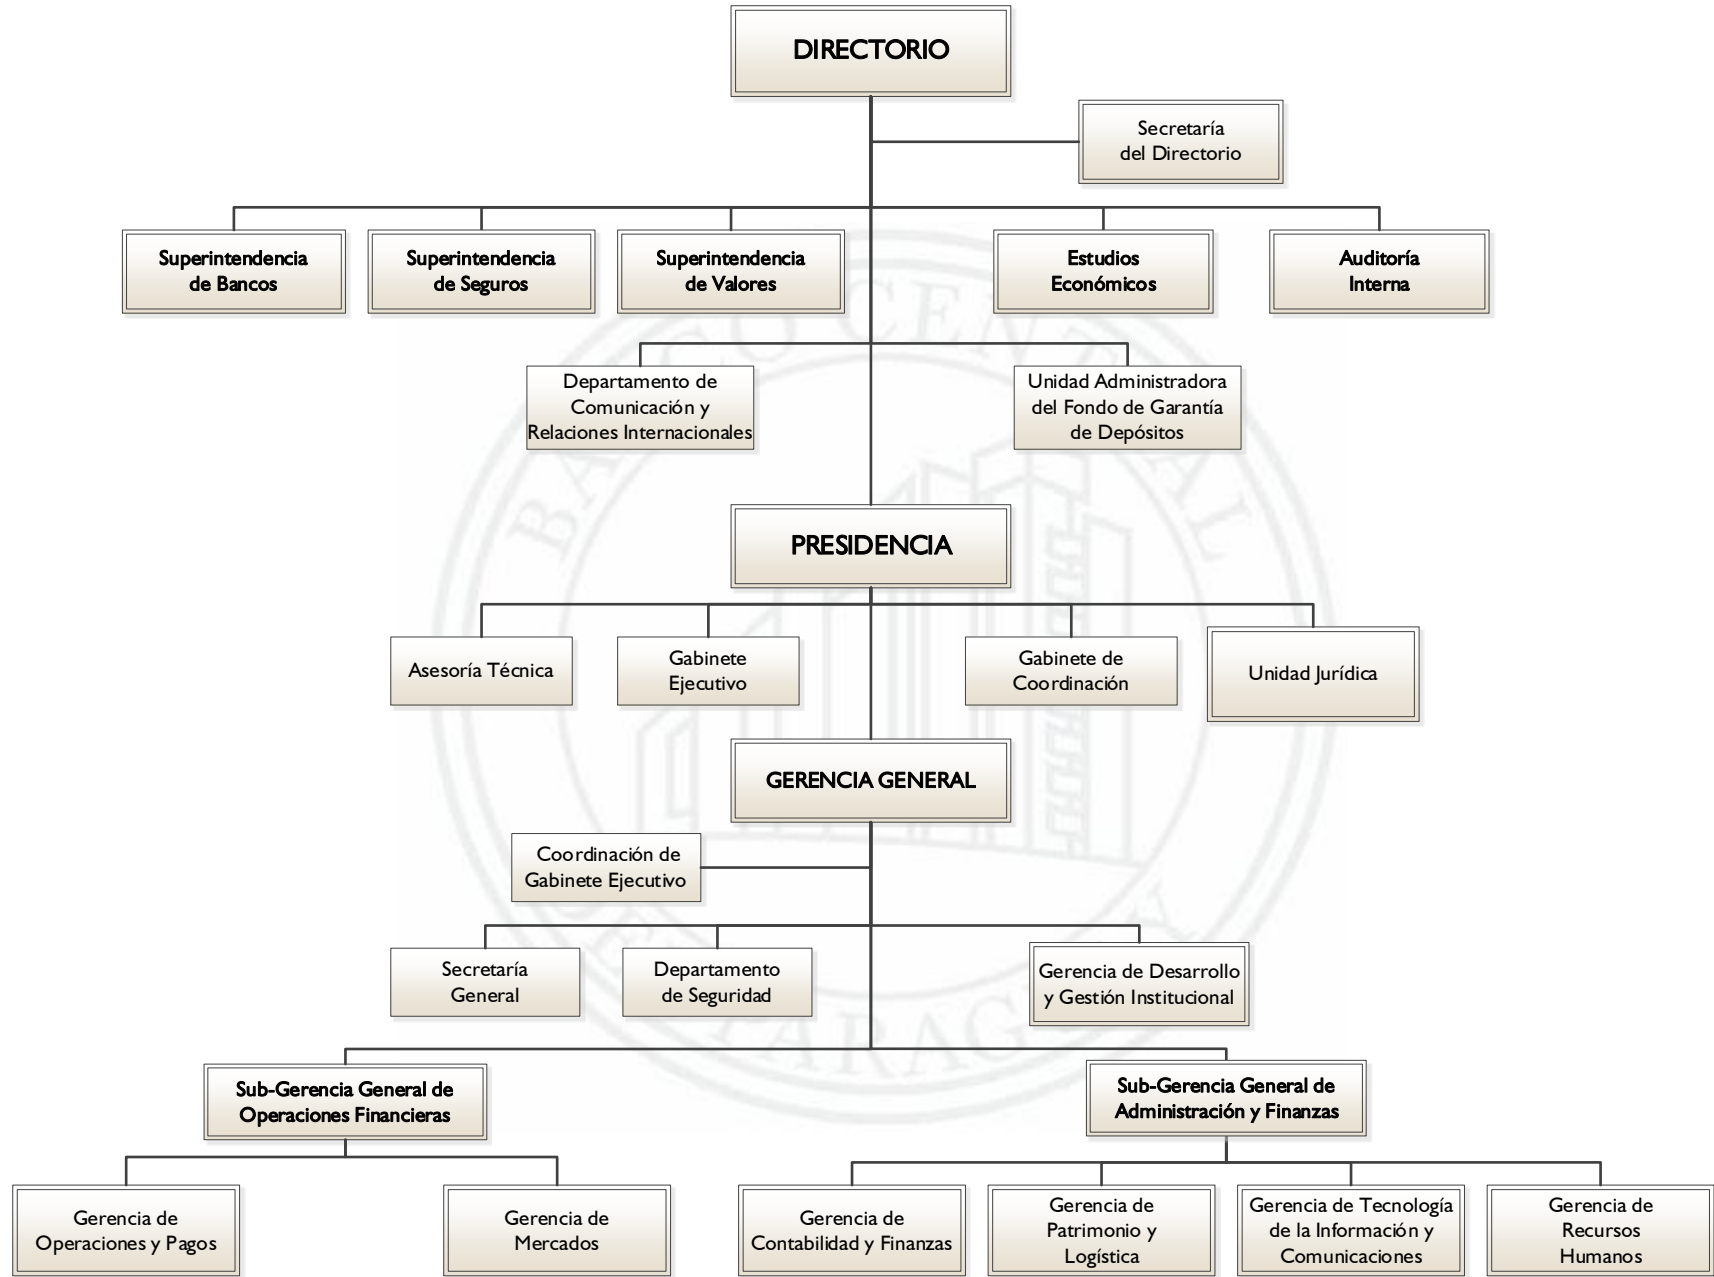 DIRECTORIO
Secretaría
del Directorio
Superintendencia
de Bancos
Superintendencia
de Seguros
Superintendencia
de Valores
Estudios
Económicos
Auditoría
Interna
BANCO CENTRAL
DEL PARAGUAY
Departamento de
Comunicación y
Relaciones Internacionales
Unidad Administradora
del Fondo de Garantía
de Depósitos
PRESIDENCIA
Asesoría Técnica
Gabinete
Ejecutivo
Gabinete de
Coordinación
Unidad Jurídica
GERENCIA GENERAL
Coordinación de
Gabinete Ejecutivo
Secretaría
General
Departamento
de Seguridad
Gerencia de Desarrollo
y Gestión Institucional
Sub-Gerencia General de
Operaciones Financieras
Sub-Gerencia General de
Administración y Finanzas
Gerencia de
Operaciones y Pagos
Gerencia de
Mercados
Gerencia de
Contabilidad y Finanzas
Gerencia de
Patrimonio y
Logística
Gerencia de Tecnología
de la Información y
Comunicaciones
Gerencia de
Recursos
Humanos